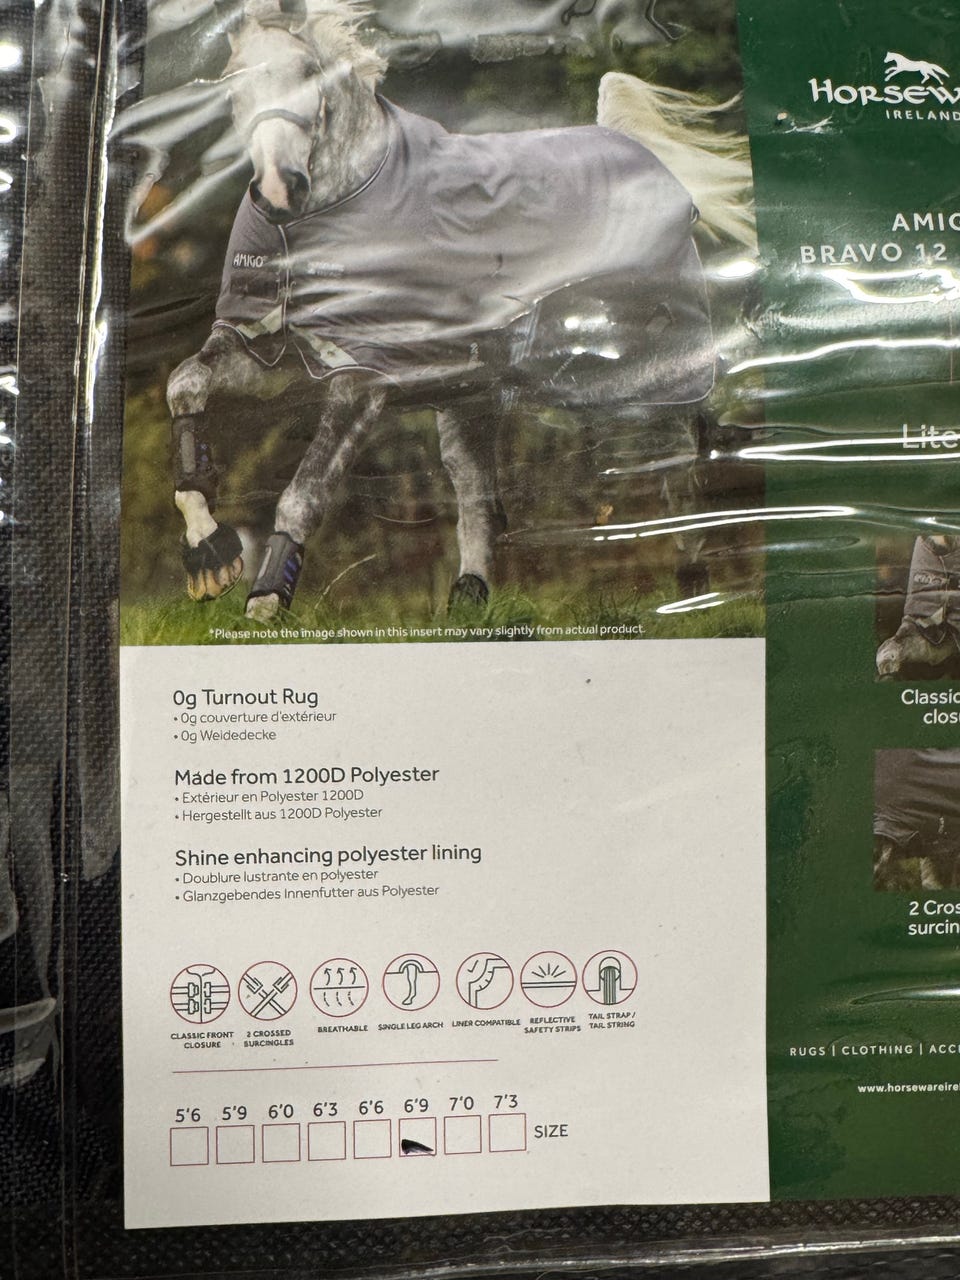 HORSEW
IRELAND
AMIGO
BRAVO 12
AMIGO
Lite
*Please note the image shown in this insert may vary slightly from actual product.
0g Turnout Rug
• 0g couverture d'extérieur
• 0g Weidedecke
Made from 1200D Polyester
• Extérieur en Polyester 1200D
• Hergestellt aus 1200D Polyester
Shine enhancing polyester lining
• Doublure lustrante en polyester
• Glanzgebendes Innenfutter aus Polyester
CLASSIC FRONT CLOSURE
2 CROSSED SURCINGLES
BREATHABLE
SINGLE LEG ARCH
LINER COMPATIBLE
REFLECTIVE SAFETY STRIPS
TAIL STRAP / TAIL STRING
5'6 5'9 6'0 6'3 6'6 6'9 7'0 7'3
SIZE
Classic
clos
2 Cros
surcin
RUGS | CLOTHING | ACC
www.horsewareirel